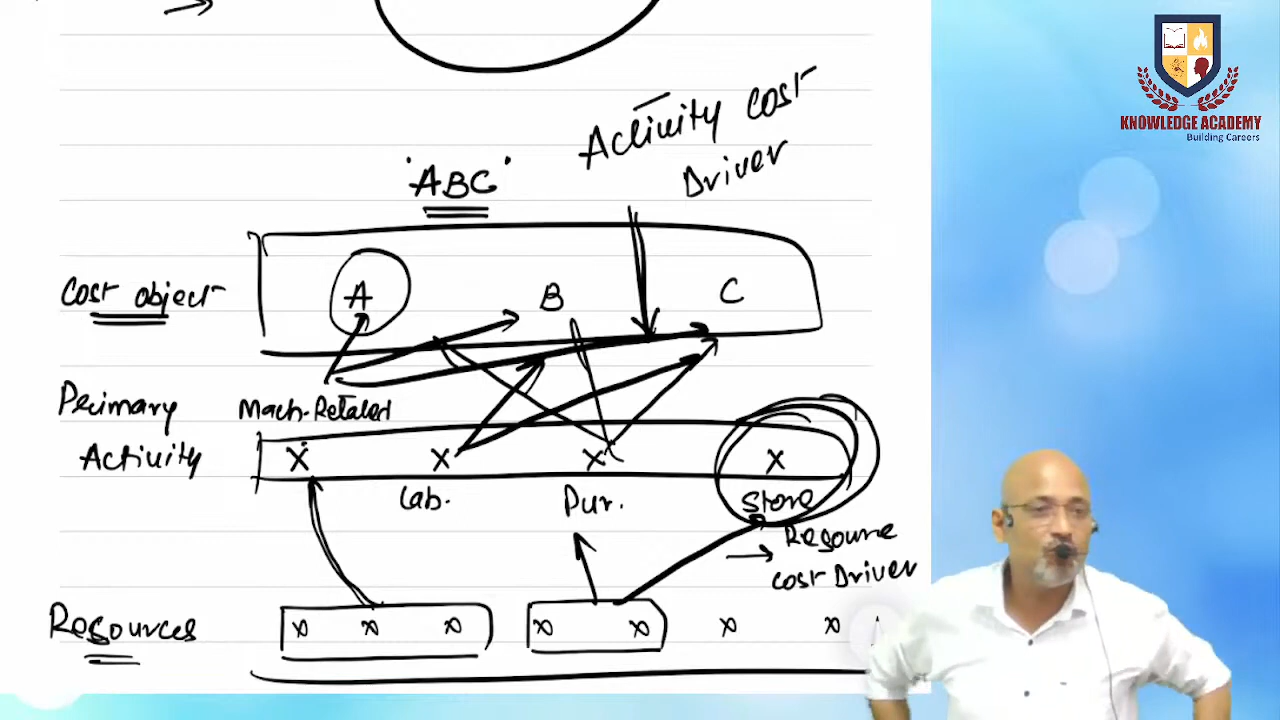 KNOWLEDGE ACADEMY
Building Careers
Activity Cost
Driver
'ABC'
Cost object
A B C
Primary
Activity
Mach-Retaled
X X X X
Lab. Pur. Store
→ Resource
cost Driver
Resources
x x x x x x x